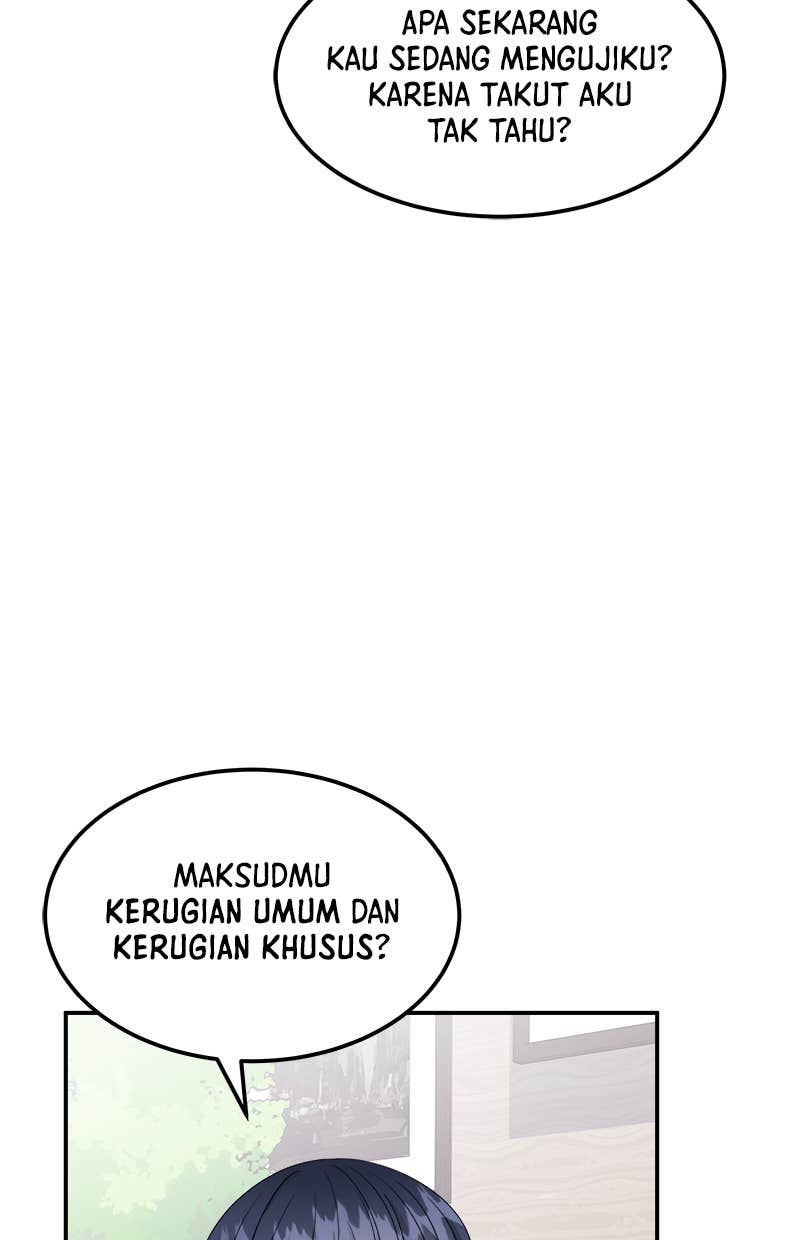 APA SEKARANG
KAU SEDANG MENGUJIKU?
KARENA TAKUT AKU
TAK TAHU?
MAKSUDMU
KERUGIAN UMUM DAN
KERUGIAN KHUSUS?